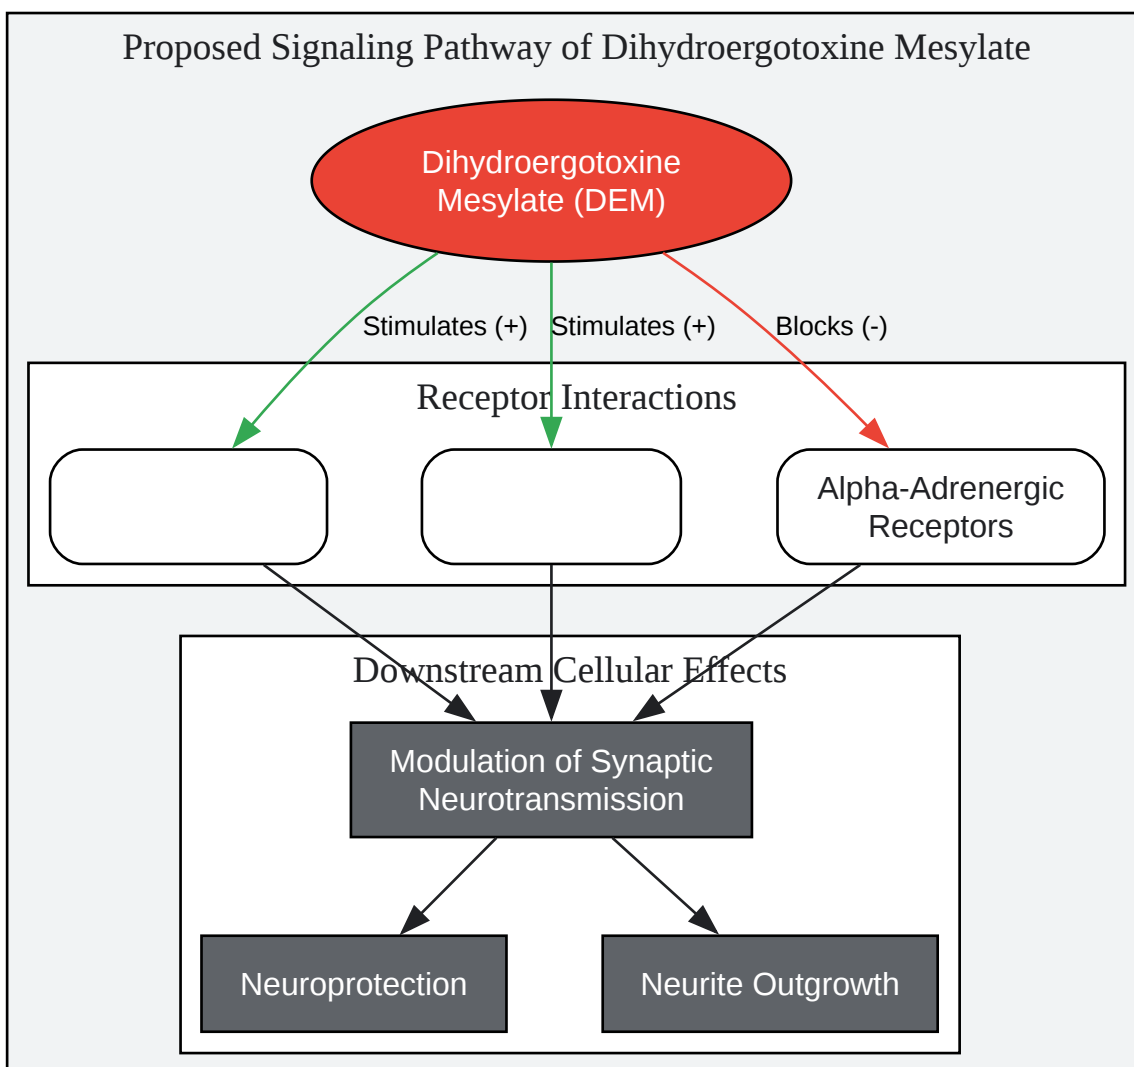 Proposed Signaling Pathway of Dihydroergotoxine Mesylate
Dihydroergotoxine
Mesylate (DEM)
Stimulates (+)
Stimulates (+)
Blocks (-)
Receptor Interactions
Alpha-Adrenergic
Receptors
Downstream Cellular Effects
Modulation of Synaptic
Neurotransmission
Neuroprotection
Neurite Outgrowth